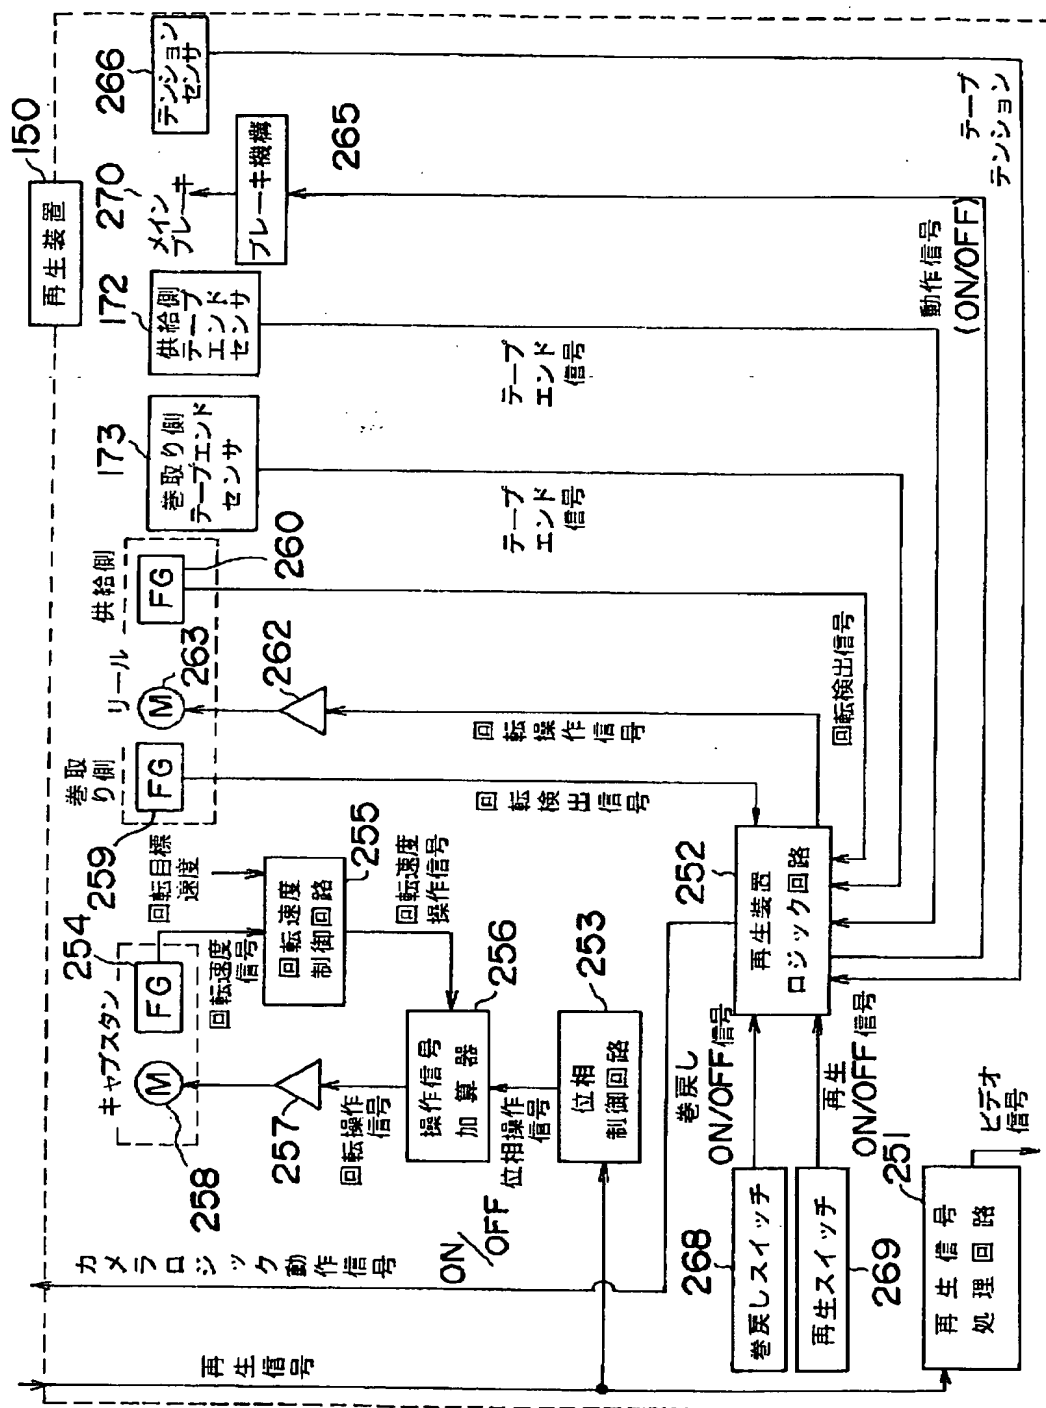 150
再生装置
266
テンション
センサ
270
メイン
ブレーキ
ブレーキ機構
265
172
供給側
テープ
エンド
センサ
173
巻取り側
テープエンド
センサ
テープ
エンド
信号
テープ
エンド
信号
動作信号
(ON/OFF)
テープ
テンション
リール
供給側
FG
260
M
263
262
巻取
り側
FG
259
回転操作信号
回転検出信号
回転検出信号
キャプスタン
254
FG
M
258
257
回転目標
速度
回転速度
信号
回転速度
制御回路
255
回転速度
操作信号
操作信号
加算器
256
回転操作
信号
位相操作
信号
位相
制御回路
253
ON/OFF
カメラロジック動作信号
再生信号
252
再生装置
ロジック回路
巻戻し
ON/OFF信号
再生
ON/OFF信号
巻戻しスイッチ
268
再生スイッチ
269
251
再生信号
処理回路
ビデオ
信号